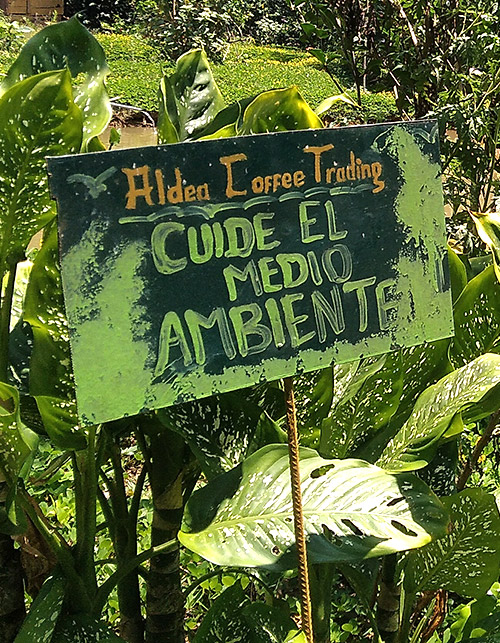 Aldea Coffee Trading
CUIDE EL
MEDIO
AMBIENTE